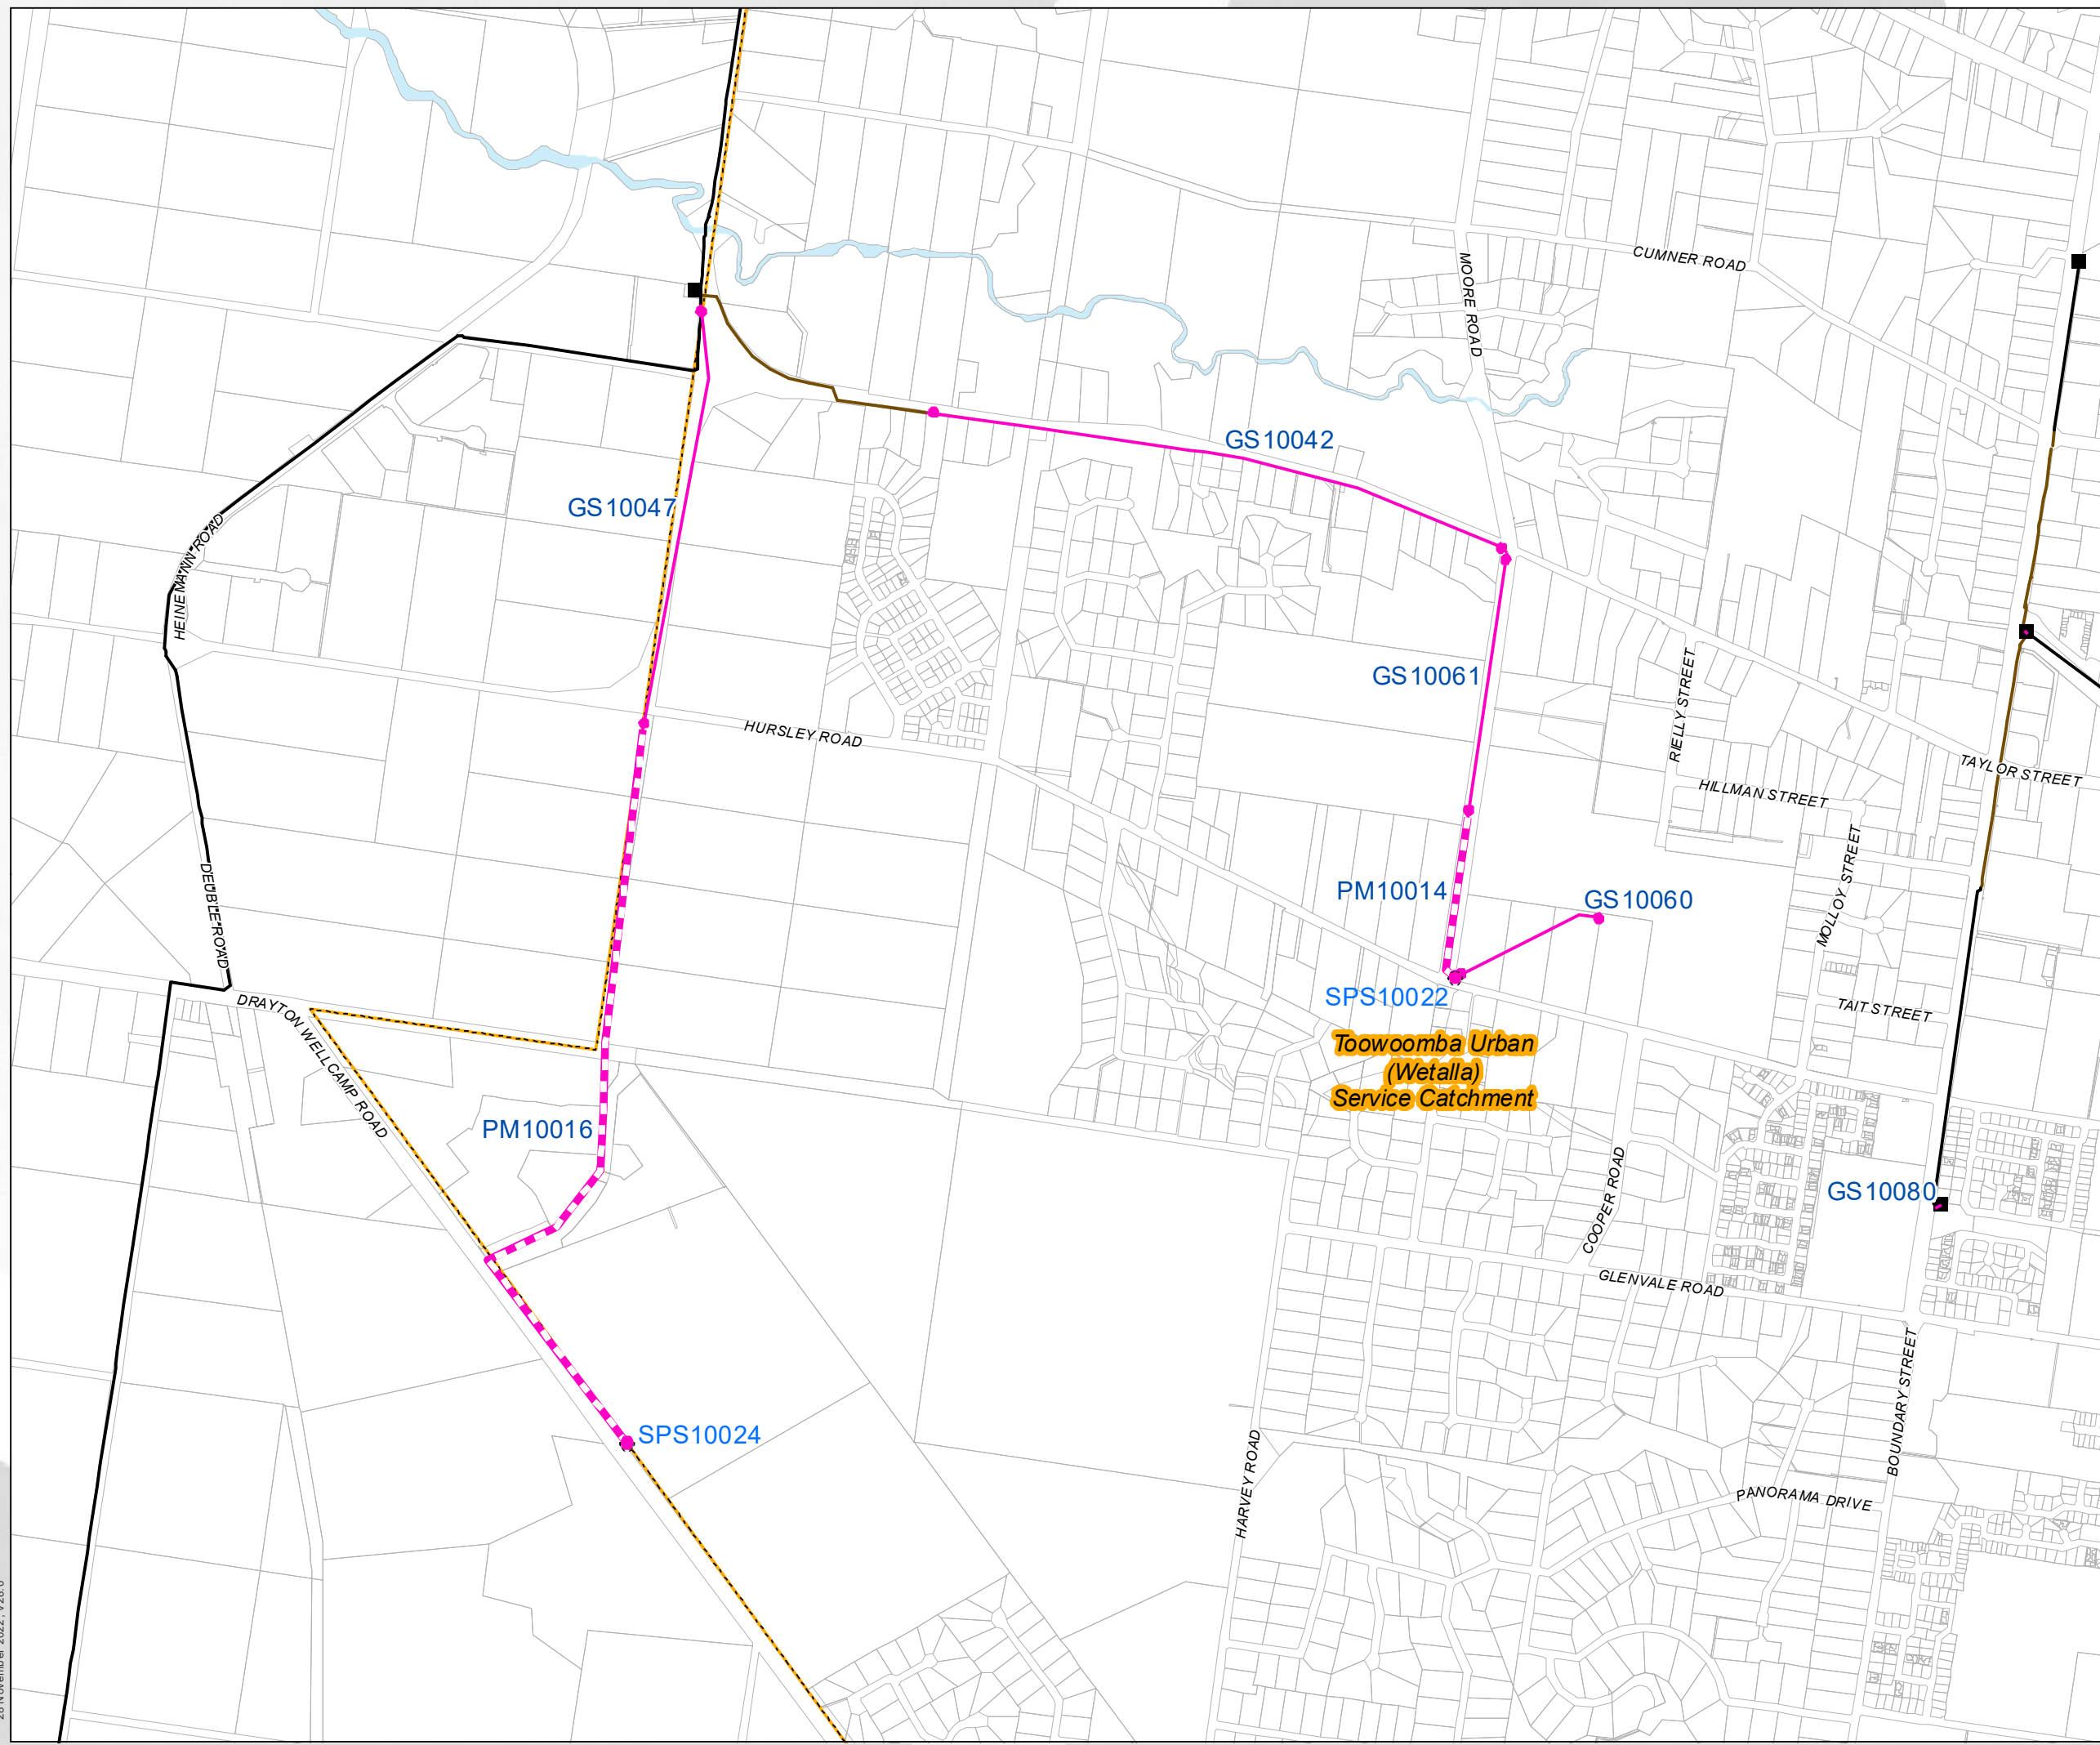 CUMNER ROAD
MOORE ROAD
GS10042
GS10047
HEINEMANN ROAD
GS10061
RIELLY STREET
HURSLEY ROAD
TAYLOR STREET
HILLMAN STREET
MOLLOY STREET
PM10014
GS10060
DEUBLE ROAD
SPS10022
DRAYTON WELLCAMP ROAD
TAIT STREET
Toowoomba Urban
(Wetalla)
Service Catchment
PM10016
COOPER ROAD
GS10080
GLENVALE ROAD
BOUNDARY STREET
SPS10024
HARVEY ROAD
PANORAMA DRIVE